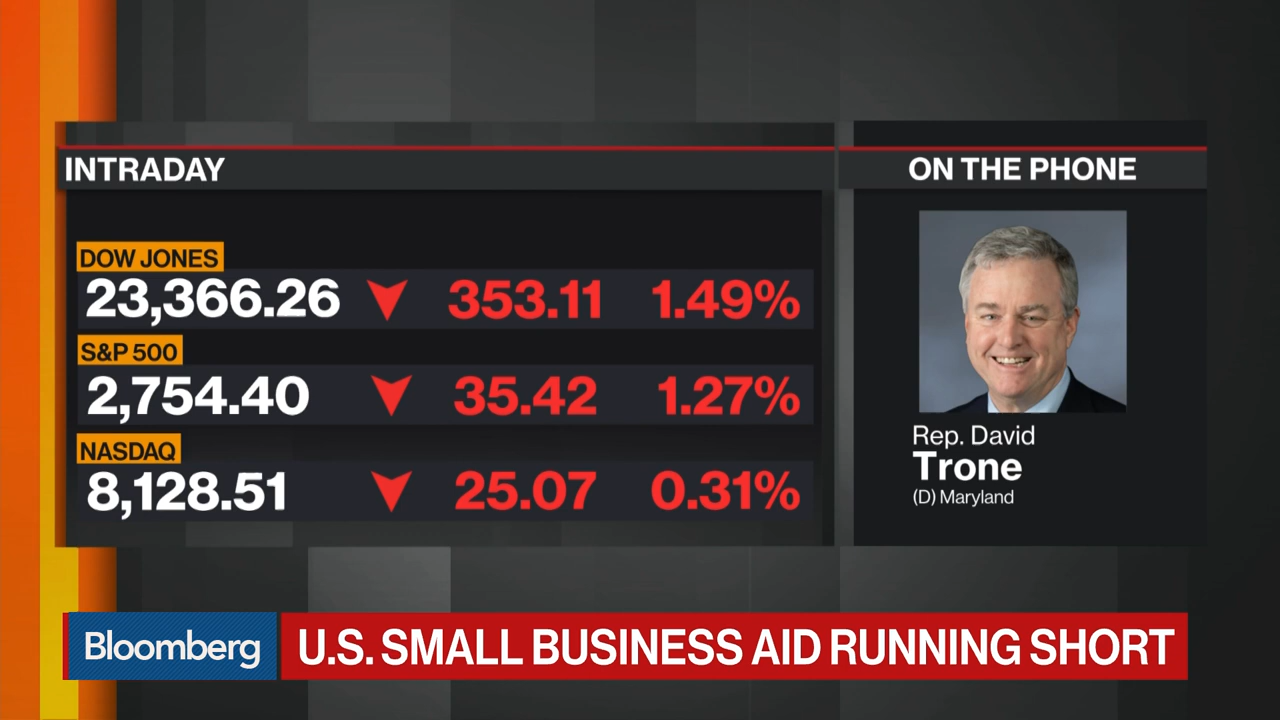 INTRADAY
DOW JONES
23,366.26 353.11 1.49%
S&P 500
2,754.40 35.42 1.27%
NASDAQ
8,128.51 25.07 0.31%
ON THE PHONE
Rep. David
Trone
(D) Maryland
Bloomberg
U.S. SMALL BUSINESS AID RUNNING SHORT